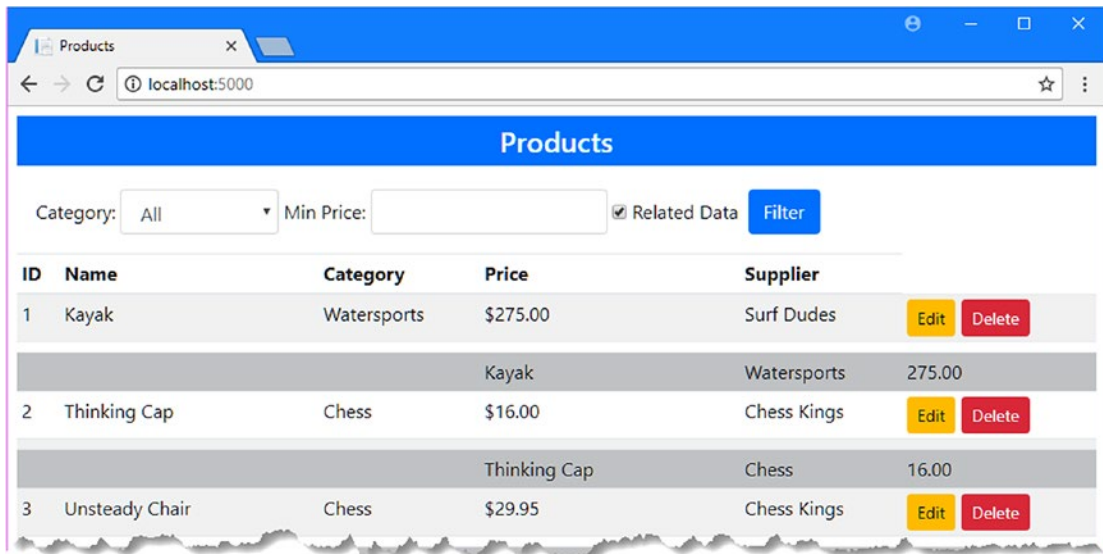 Products
localhost:5000
Products
Category: All Min Price: Related Data Filter
ID Name Category Price Supplier
1 Kayak Watersports $275.00 Surf Dudes Edit Delete
Kayak Watersports 275.00
2 Thinking Cap Chess $16.00 Chess Kings Edit Delete
Thinking Cap Chess 16.00
3 Unsteady Chair Chess $29.95 Chess Kings Edit Delete